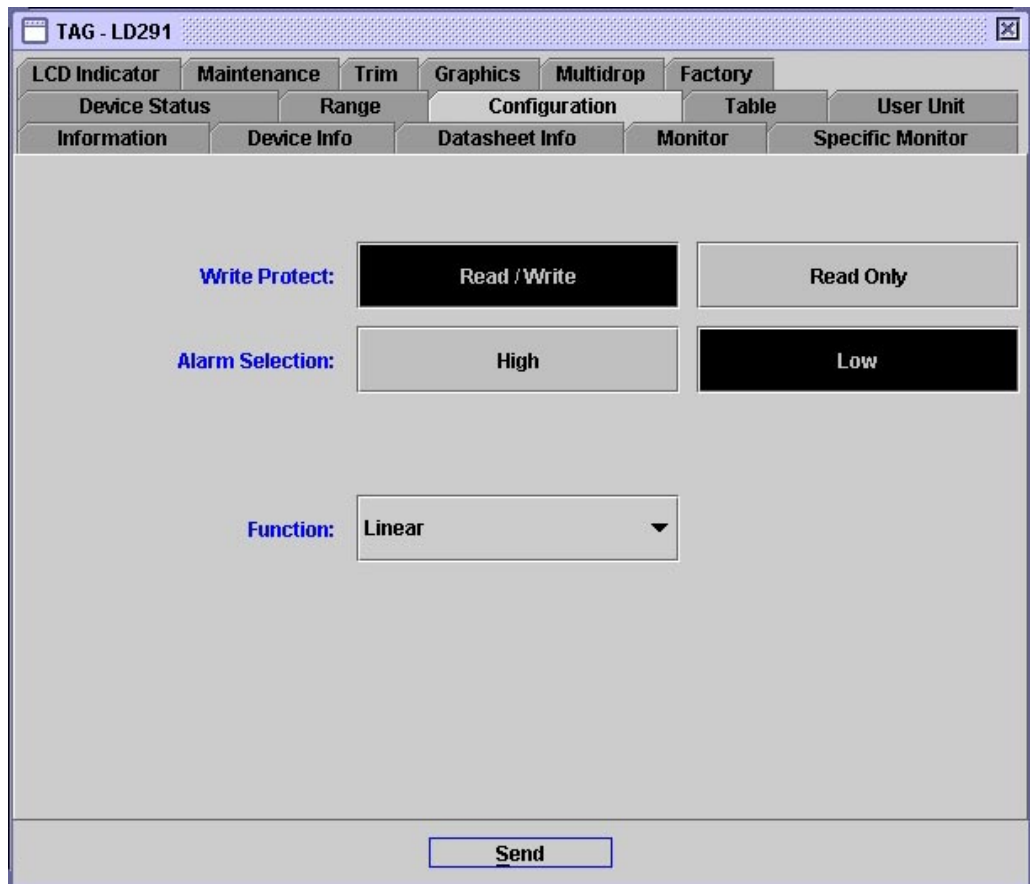 TAG - LD291
LCD Indicator Maintenance Trim Graphics Multidrop Factory
Device Status Range Configuration Table User Unit
Information Device Info Datasheet Info Monitor Specific Monitor
Write Protect: Read / Write Read Only
Alarm Selection: High Low
Function: Linear
Send